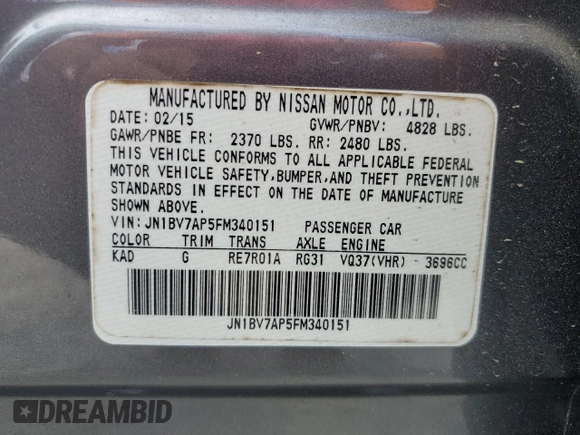 MANUFACTURED BY NISSAN MOTOR CO.,LTD.
DATE: 02/15 GVWR/PNBV: 4828 LBS.
GAWR/PNBE FR: 2370 LBS. RR: 2480 LBS.
THIS VEHICLE CONFORMS TO ALL APPLICABLE FEDERAL
MOTOR VEHICLE SAFETY,BUMPER,AND THEFT PREVENTION
STANDARDS IN EFFECT ON THE DATE OF MANUFACTURE
SHOWN ABOVE.
VIN: JN1BV7AP5FM340151 PASSENGER CAR
COLOR TRIM TRANS AXLE ENGINE
KAD G RE7R01A RG31 VQ37(VHR) - 3696CC
JN1BV7AP5FM340151
DREAMBID